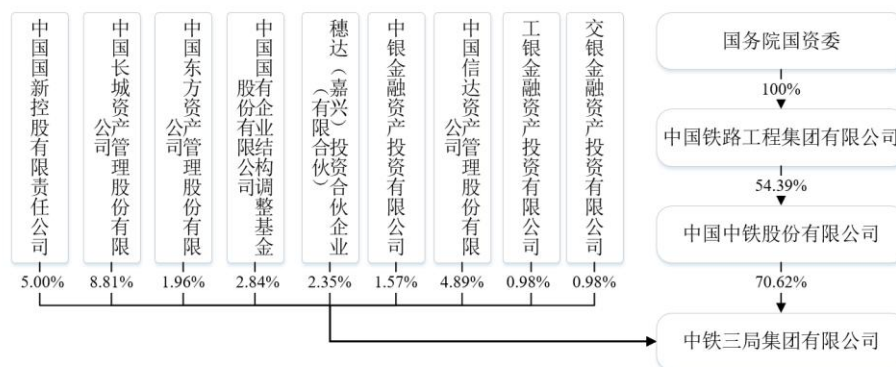 中国国新控股有限责任公司
中国长城资产管理股份有限
公司
中国东方资产管理股份有限
公司
中国国有企业结构调整基金
股份有限公司
穗达（嘉兴）投资合伙企业
（有限合伙）
中银金融资产投资有限公司
中国信达资产管理股份有限
公司
工银金融资产投资有限公司
交银金融资产投资有限公司
5.00%
8.81%
1.96%
2.84%
2.35%
1.57%
4.89%
0.98%
0.98%
国务院国资委
100%
中国铁路工程集团有限公司
54.39%
中国中铁股份有限公司
70.62%
中铁三局集团有限公司